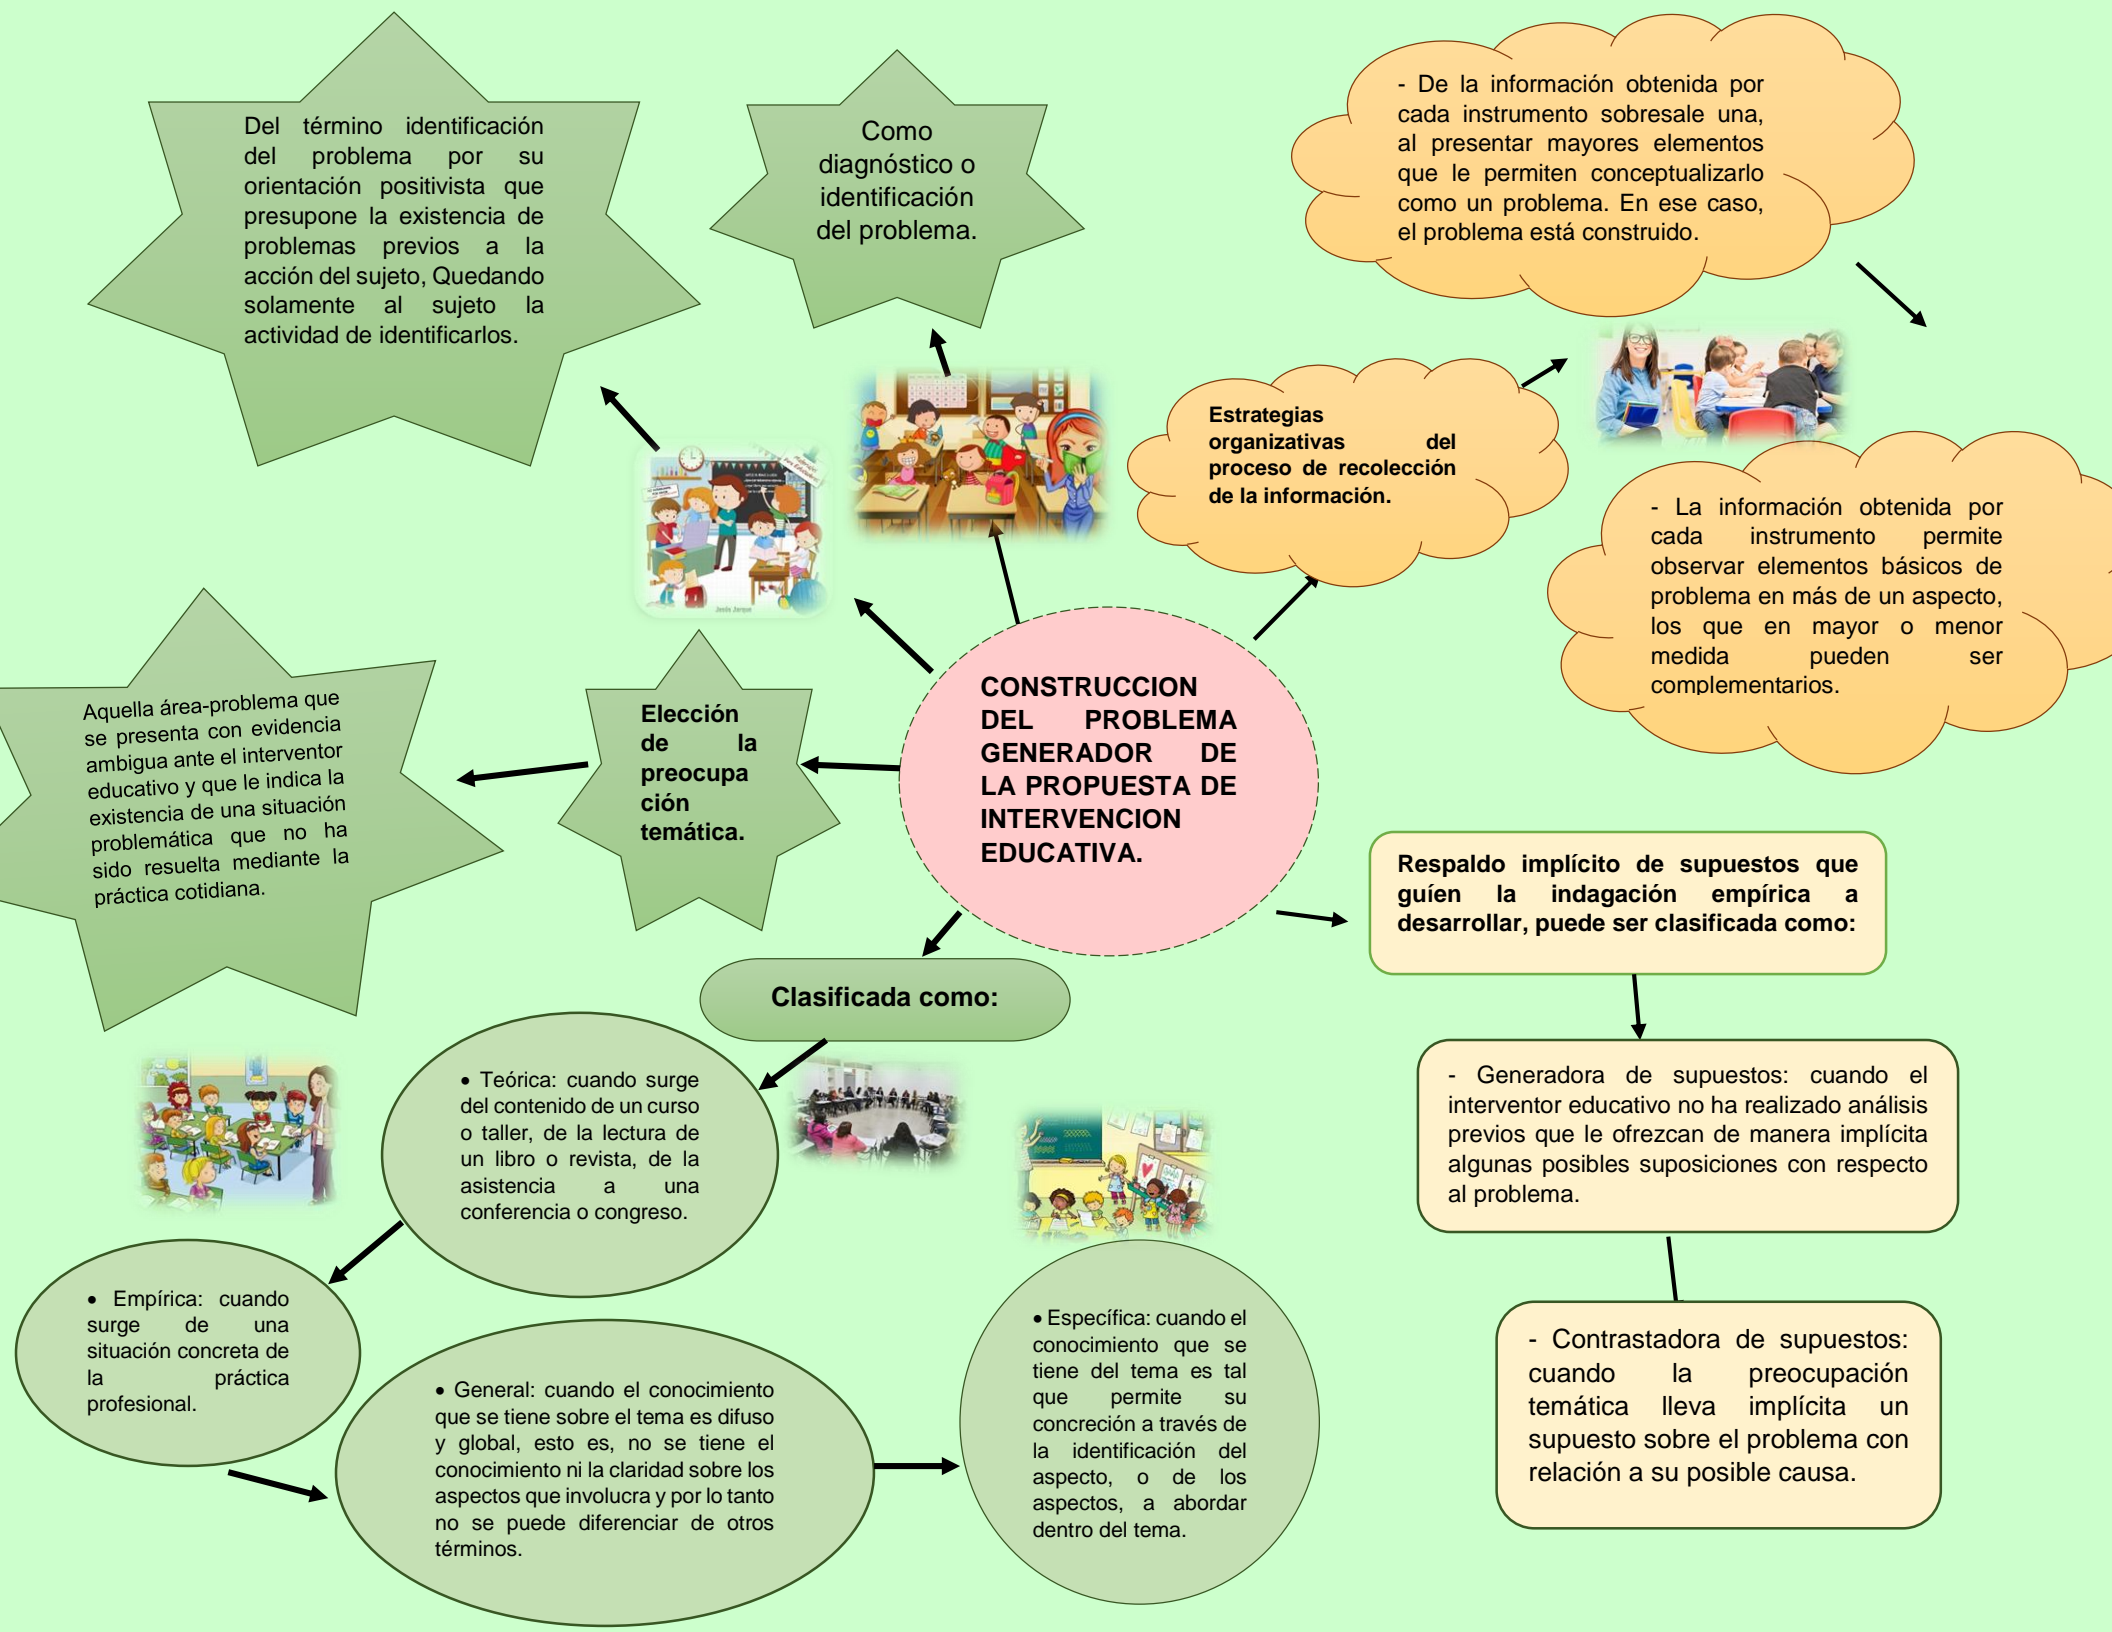 Del término identificación
del problema por su
orientación positivista que
presupone la existencia de
problemas previos a la
acción del sujeto, Quedando
solamente al sujeto la
actividad de identificarlos.
Como
diagnóstico o
identificación
del problema.
- De la información obtenida por
cada instrumento sobresale una,
al presentar mayores elementos
que le permiten conceptualizarlo
como un problema. En ese caso,
el problema está construido.
Estrategias
organizativas del
proceso de recolección
de la información.
- La información obtenida por
cada instrumento permite
observar elementos básicos de
problema en más de un aspecto,
los que en mayor o menor
medida pueden ser
complementarios.
Jesús Jarque
Aquella área-problema que
se presenta con evidencia
ambigua ante el interventor
educativo y que le indica la
existencia de una situación
problemática que no ha
sido resuelta mediante la
práctica cotidiana.
Elección
de la
preocupa
ción
temática.
CONSTRUCCION
DEL PROBLEMA
GENERADOR DE
LA PROPUESTA DE
INTERVENCION
EDUCATIVA.
Respaldo implícito de supuestos que
guíen la indagación empírica a
desarrollar, puede ser clasificada como:
Clasificada como:
• Teórica: cuando surge
del contenido de un curso
o taller, de la lectura de
un libro o revista, de la
asistencia a una
conferencia o congreso.
- Generadora de supuestos: cuando el
interventor educativo no ha realizado análisis
previos que le ofrezcan de manera implícita
algunas posibles suposiciones con respecto
al problema.
• Empírica: cuando
surge de una
situación concreta de
la práctica
profesional.
• General: cuando el conocimiento
que se tiene sobre el tema es difuso
y global, esto es, no se tiene el
conocimiento ni la claridad sobre los
aspectos que involucra y por lo tanto
no se puede diferenciar de otros
términos.
• Específica: cuando el
conocimiento que se
tiene del tema es tal
que permite su
concreción a través de
la identificación del
aspecto, o de los
aspectos, a abordar
dentro del tema.
- Contrastadora de supuestos:
cuando la preocupación
temática lleva implícita un
supuesto sobre el problema con
relación a su posible causa.